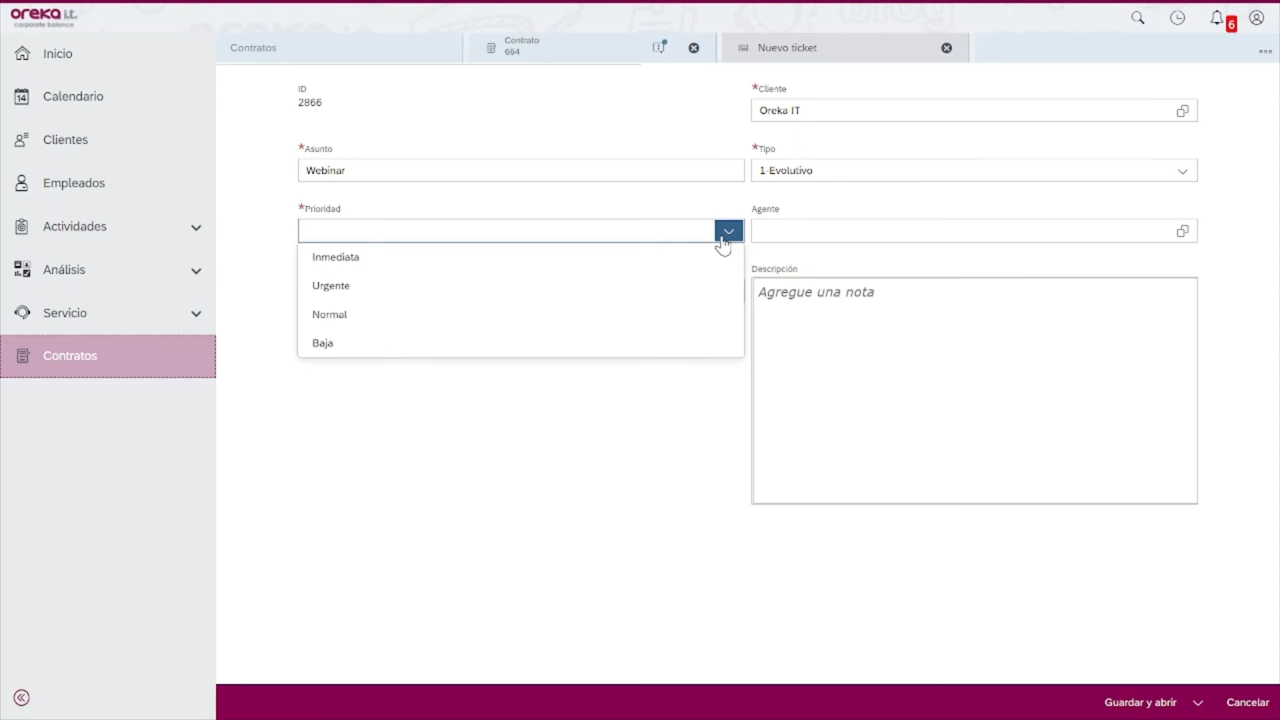 oreka i.t.
corporate balance
6
Inicio
14
Calendario
Clientes
Empleados
Actividades
Análisis
Servicio
Contratos
Contratos
Contrato
664
Nuevo ticket
ID
2866
*Cliente
Oreka IT
*Asunto
Webinar
*Tipo
1-Evolutivo
*Prioridad
Inmediata
Urgente
Normal
Baja
Agente
Descripción
Agregue una nota
Guardar y abrir
Cancelar